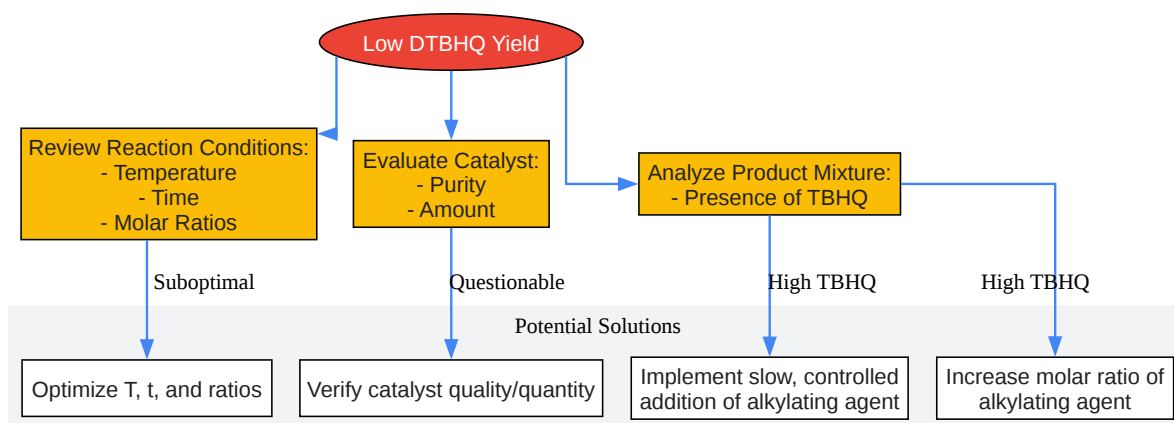 Low DTBHQ Yield
Review Reaction Conditions:
- Temperature
- Time
- Molar Ratios
Evaluate Catalyst:
- Purity
- Amount
Analyze Product Mixture:
- Presence of TBHQ
Suboptimal
Questionable
High TBHQ
High TBHQ
Potential Solutions
Optimize T, t, and ratios
Verify catalyst quality/quantity
Implement slow, controlled
addition of alkylating agent
Increase molar ratio of
alkylating agent